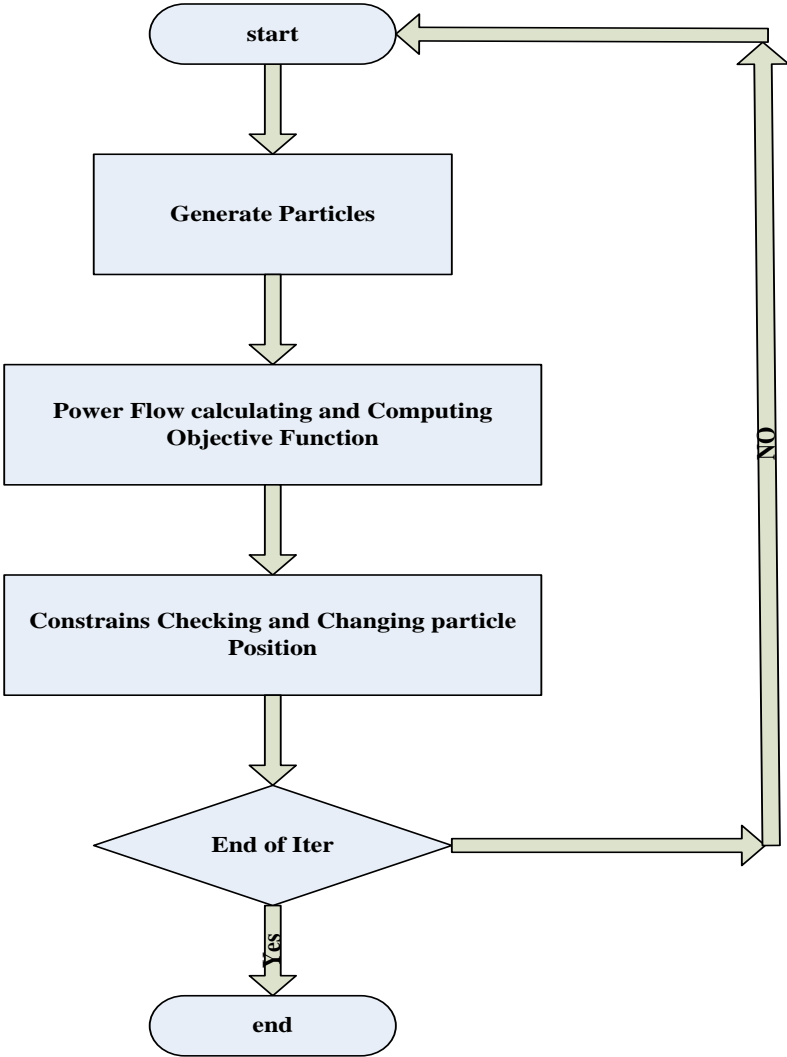 start
Generate Particles
Power Flow calculating and Computing
Objective Function
NO
Constrains Checking and Changing particle
Position
End of Iter
Yes
end